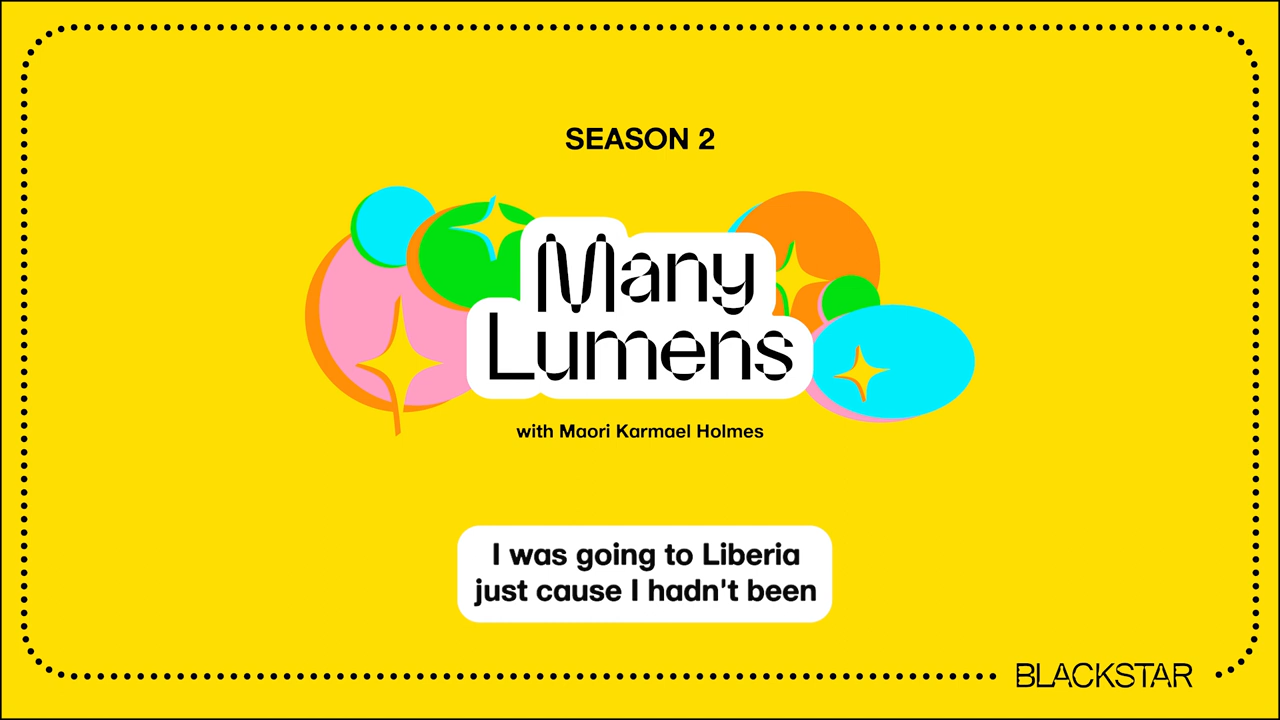 SEASON 2
Many
Lumens
with Maori Karmael Holmes
I was going to Liberia
just cause I hadn't been
BLACKSTAR